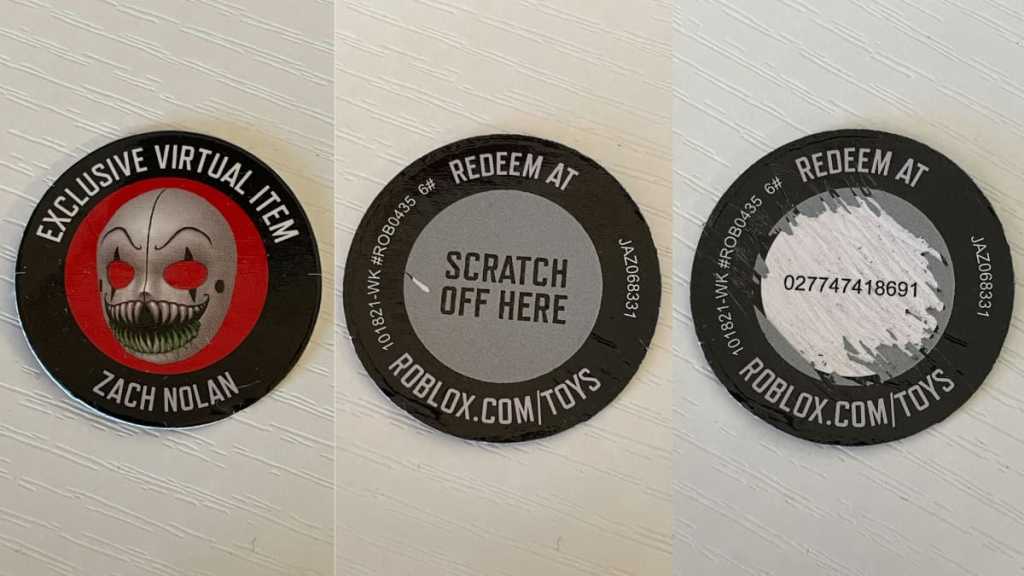 EXCLUSIVE VIRTUAL ITEM
ZACH NOLAN
REDEEM AT
101821-WK #ROB0435 6#
JAZ068331
SCRATCH
OFF HERE
ROBLOX.COM/TOYS
REDEEM AT
101821-WK #ROB0435 6#
JAZ068331
027747418691
ROBLOX.COM/TOYS